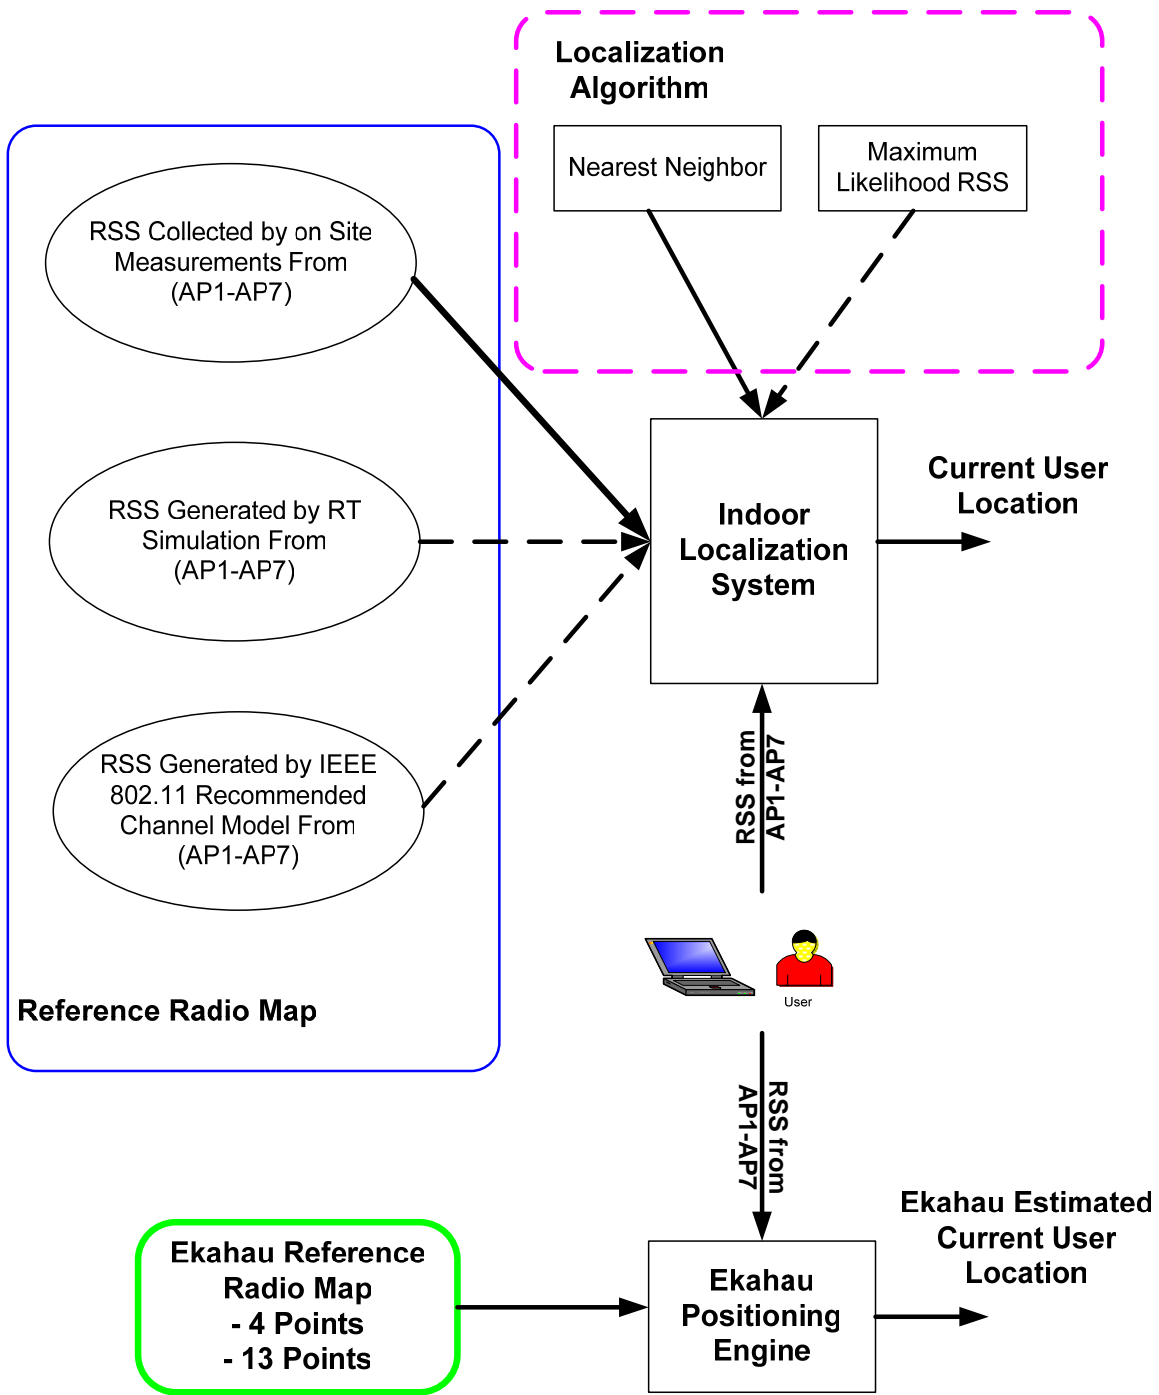 Localization
Algorithm
Nearest Neighbor
Maximum
Likelihood RSS
RSS Collected by on Site
Measurements From
(AP1-AP7)
RSS Generated by RT
Simulation From
(AP1-AP7)
RSS Generated by IEEE
802.11 Recommended
Channel Model From
(AP1-AP7)
Reference Radio Map
Indoor
Localization
System
Current User
Location
RSS from
AP1-AP7
User
RSS from
AP1-AP7
Ekahau Reference
Radio Map
- 4 Points
- 13 Points
Ekahau
Positioning
Engine
Ekahau Estimated
Current User
Location